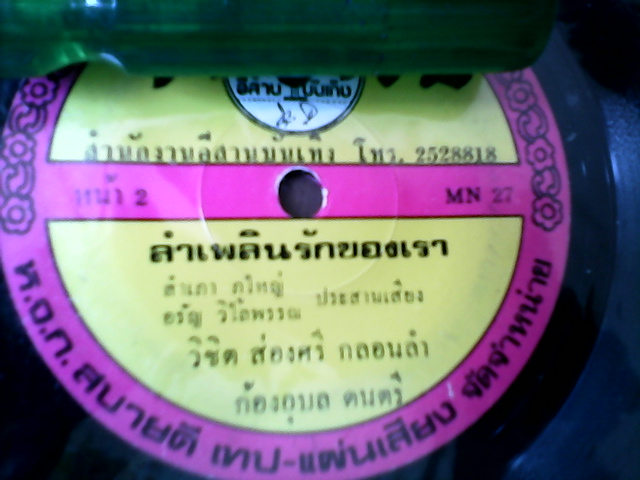 อีสานบันเทิง
สำนักงานอีสานบันเทิง โทร. 2528818
หน้า 2
MN 27
ลำเพลินรักของเรา
ลำเภา ภูใหญ่
อรัญ วิไลพรรณ ประสานเสียง
วิชิต ส่องศรี กลอนลำ
ก้องอุบล ดนตรี
ห.จ.ก. สบายดี เทป-แผ่นเสียง จัดจำหน่าย